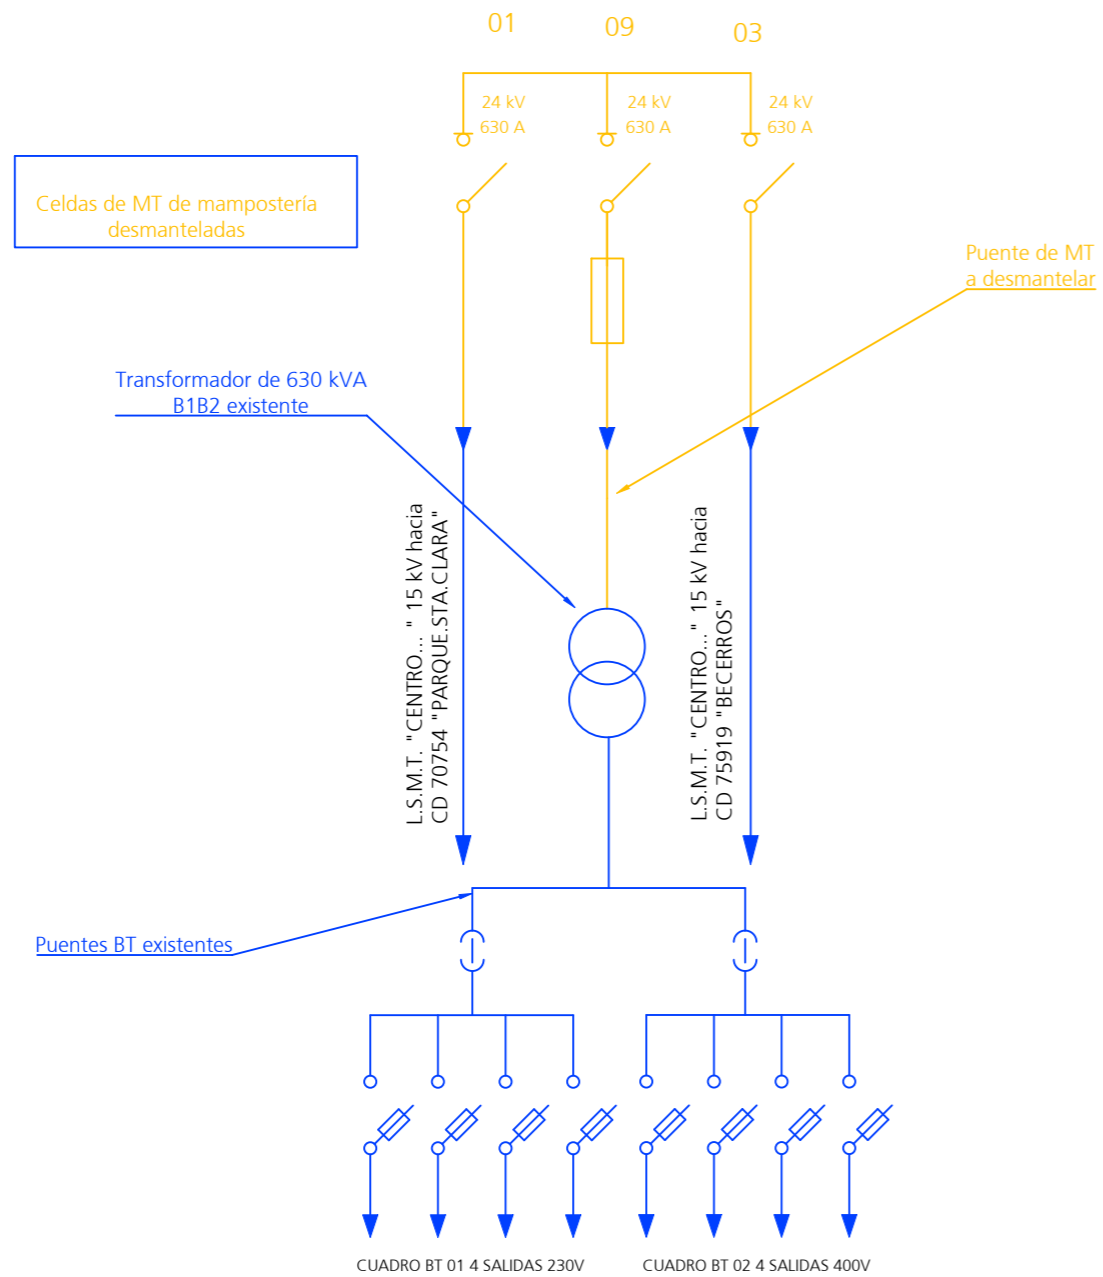 01
09
03
24 kV
630 A
24 kV
630 A
24 kV
630 A
Celdas de MT de mampostería
desmanteladas
Puente de MT
a desmantelar
Transformador de 630 kVA
B1B2 existente
L.S.M.T. "CENTRO... " 15 kV hacia
CD 70754 "PARQUE.STA.CLARA"
L.S.M.T. "CENTRO... " 15 kV hacia
CD 75919 "BECERROS"
Puentes BT existentes
CUADRO BT 01 4 SALIDAS 230V
CUADRO BT 02 4 SALIDAS 400V